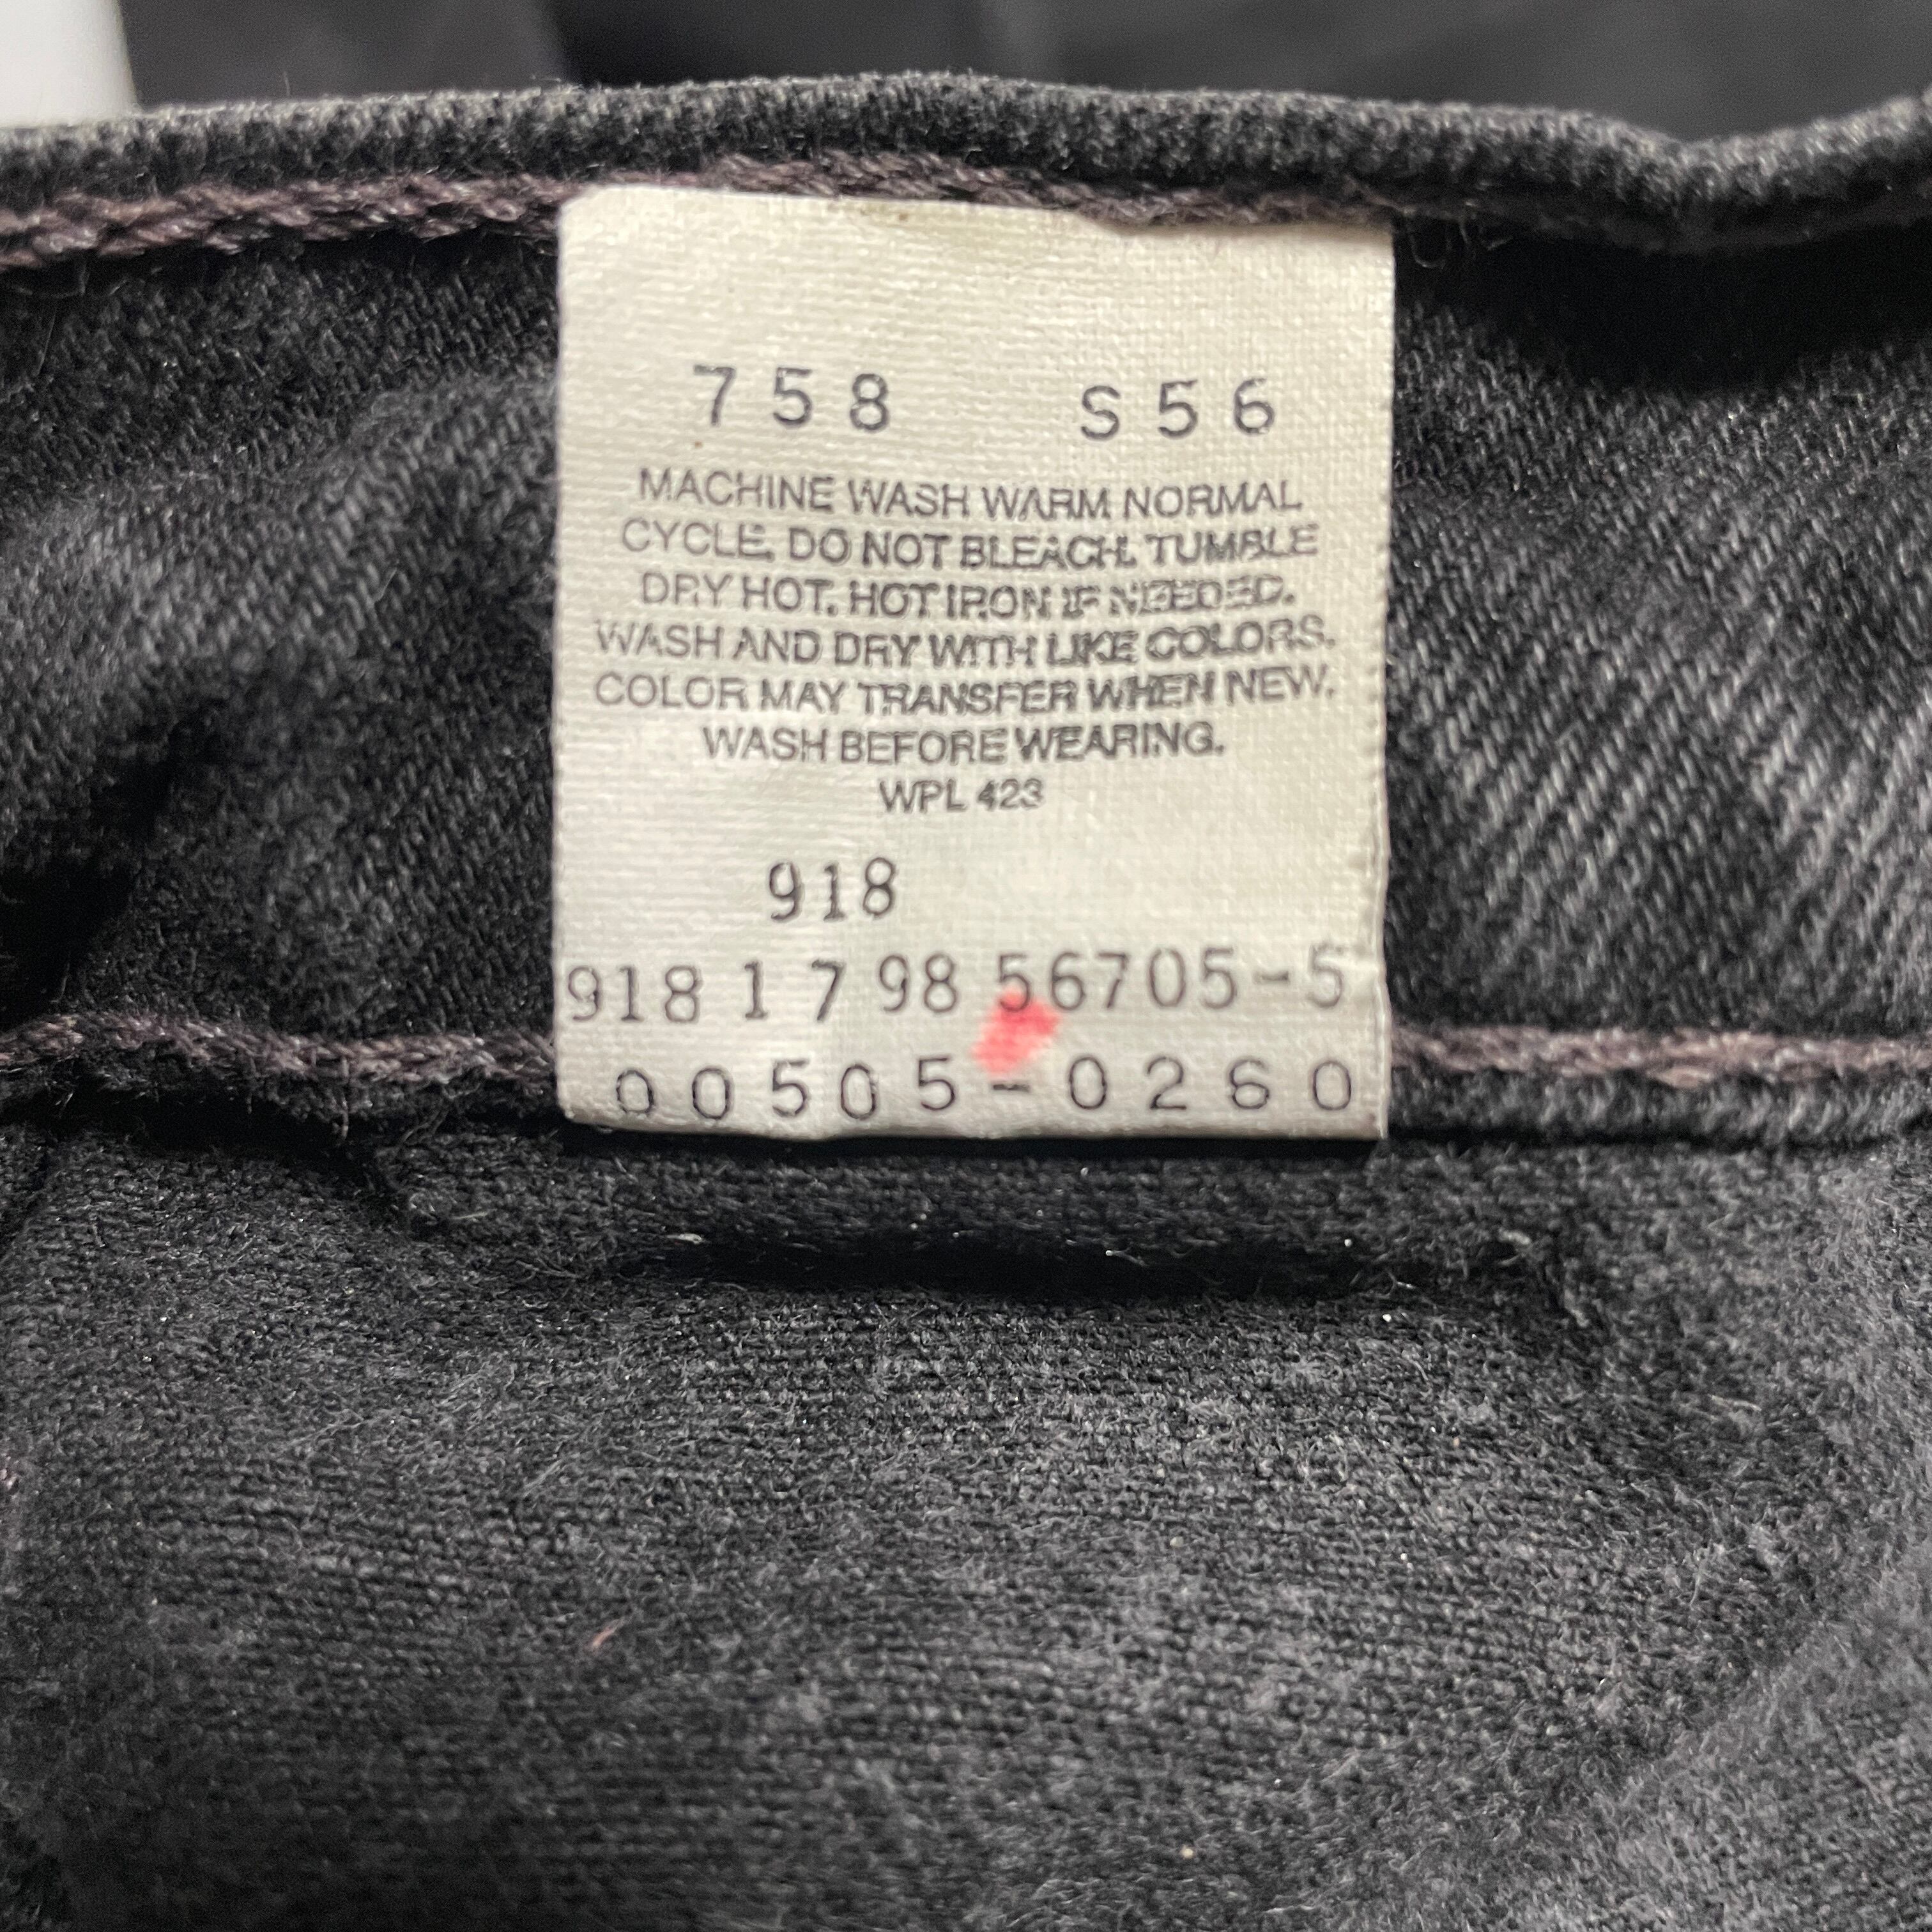 758 S56
MACHINE WASH WARM NORMAL
CYCLE. DO NOT BLEACH. TUMBLE
DRY HOT. HOT IRON IF NEEDED.
WASH AND DRY WITH LIKE COLORS.
COLOR MAY TRANSFER WHEN NEW.
WASH BEFORE WEARING.
WPL 423
918
918 1 7 98 56705-5
00505-0260